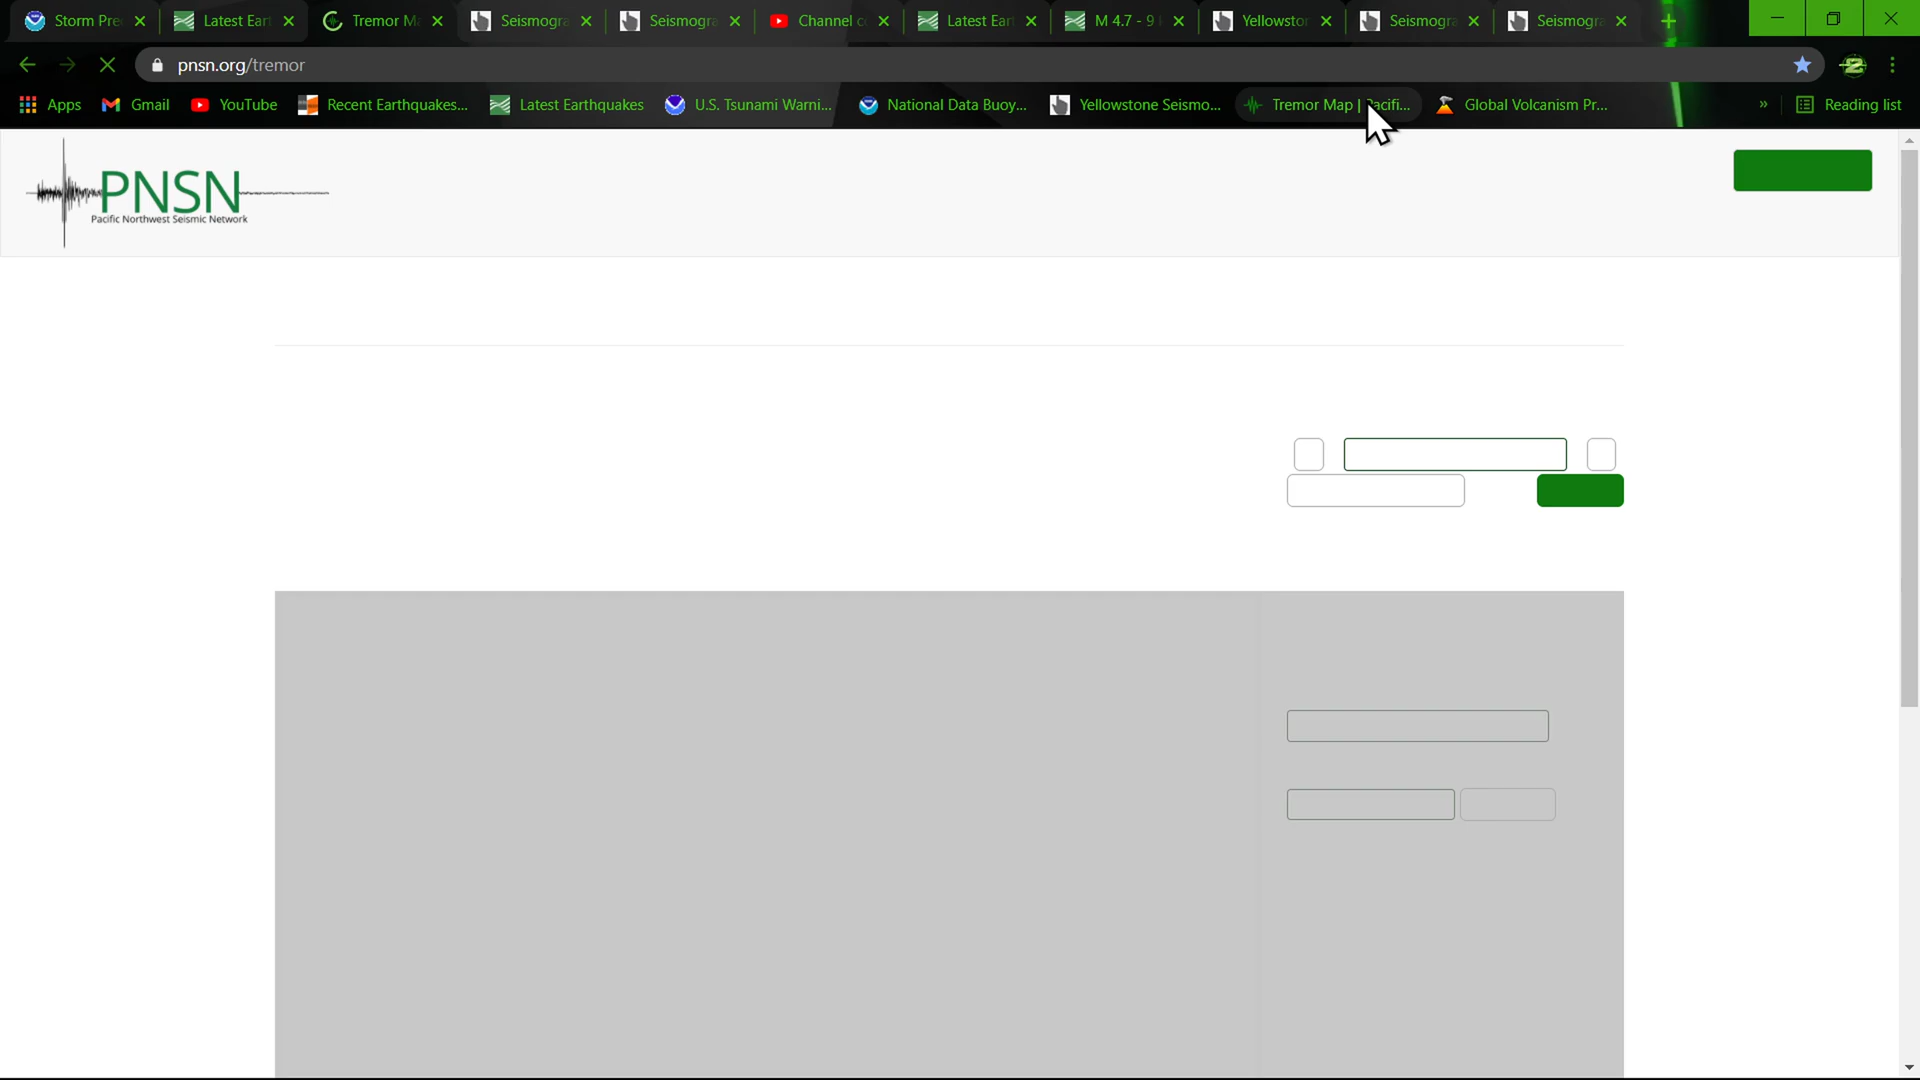 Storm Pre Latest Eart Tremor M Seismogra Seismogra Channel c Latest Ear M 4.7 - 9 Yellowstor Seismogra Seismogra
pnsn.org/tremor
Apps Gmail YouTube Recent Earthquakes... Latest Earthquakes U.S. Tsunami Warni... National Data Buoy... Yellowstone Seismo... Tremor Map | Pacifi... Global Volcanism Pr... » Reading list
PNSN
Pacific Northwest Seismic Network